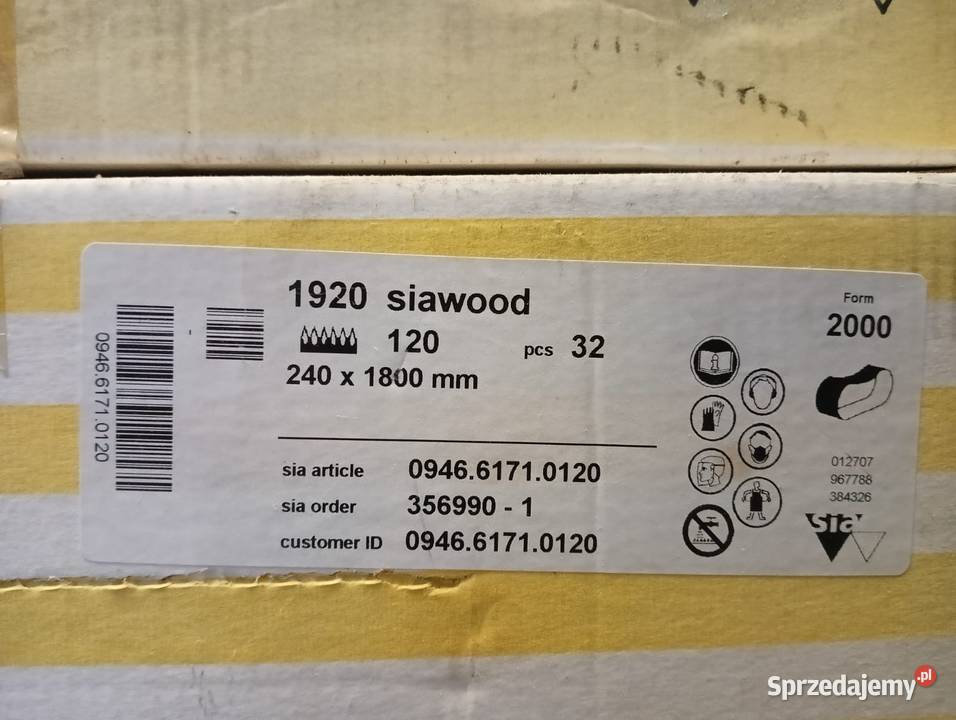 1920 siawood
120 pcs 32
240 x 1800 mm
Form
2000
0946.6171.0120
sia article 0946.6171.0120
sia order 356990 - 1
customer ID 0946.6171.0120
012707
967788
384326
sia
Sprzedajemy.pl